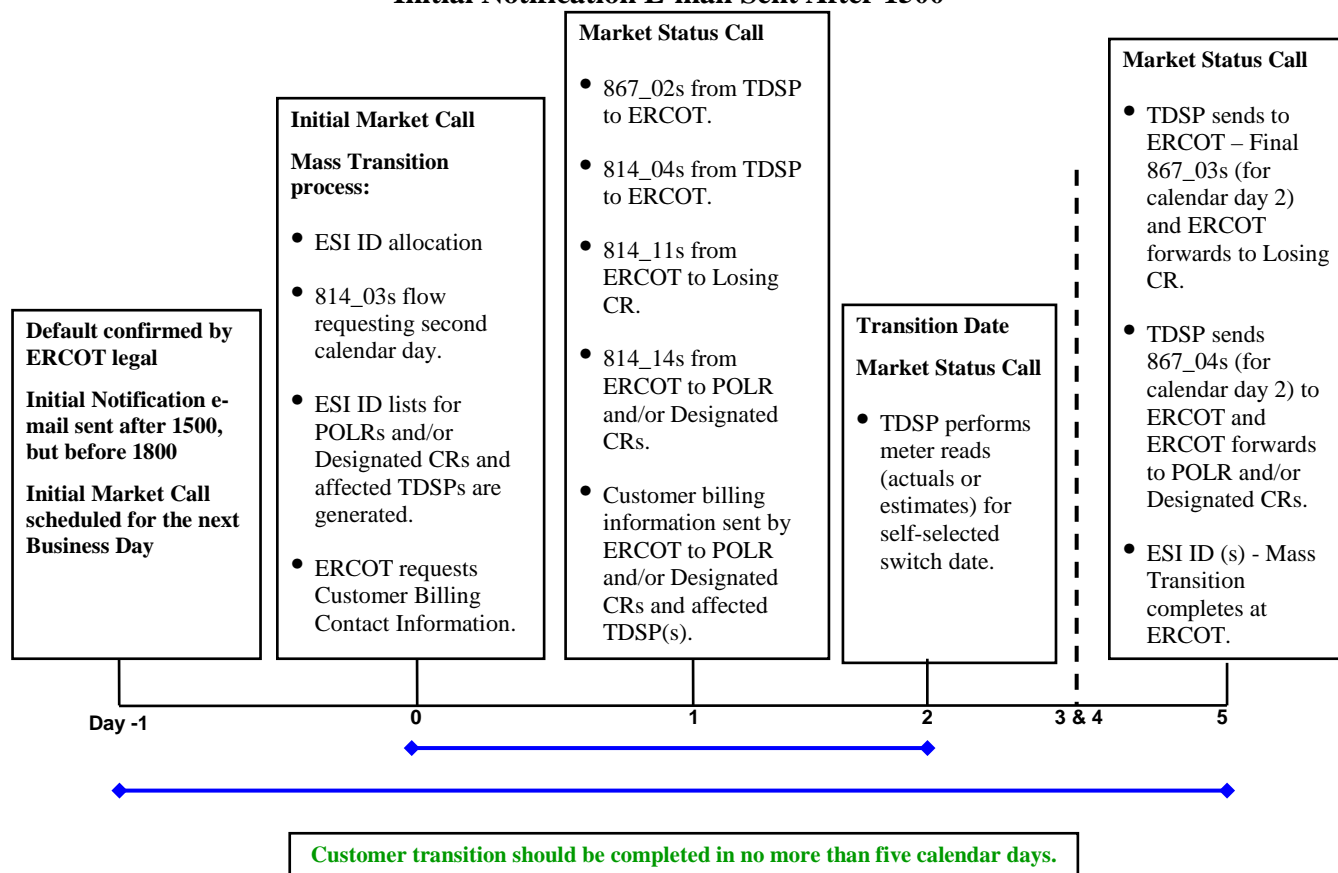 Initial Notification E-mail Sent After 1500
Default confirmed by
ERCOT legal
Initial Notification e-
mail sent after 1500,
but before 1800
Initial Market Call
scheduled for the next
Business Day
Initial Market Call
Mass Transition
process:
• ESI ID allocation
• 814_03s flow
requesting second
calendar day.
• ESI ID lists for
POLRs and/or
Designated CRs and
affected TDSPs are
generated.
• ERCOT requests
Customer Billing
Contact Information.
Market Status Call
• 867_02s from TDSP
to ERCOT.
• 814_04s from TDSP
to ERCOT.
• 814_11s from
ERCOT to Losing
CR.
• 814_14s from
ERCOT to POLR
and/or Designated
CRs.
• Customer billing
information sent by
ERCOT to POLR
and/or Designated
CRs and affected
TDSP(s).
Transition Date
Market Status Call
• TDSP performs
meter reads
(actuals or
estimates) for
self-selected
switch date.
Market Status Call
• TDSP sends to
ERCOT – Final
867_03s (for
calendar day 2)
and ERCOT
forwards to Losing
CR.
• TDSP sends
867_04s (for
calendar day 2) to
ERCOT and
ERCOT forwards
to POLR and/or
Designated CRs.
• ESI ID (s) - Mass
Transition
completes at
ERCOT.
Day -1
0
1
2
3 & 4
5
Customer transition should be completed in no more than five calendar days.